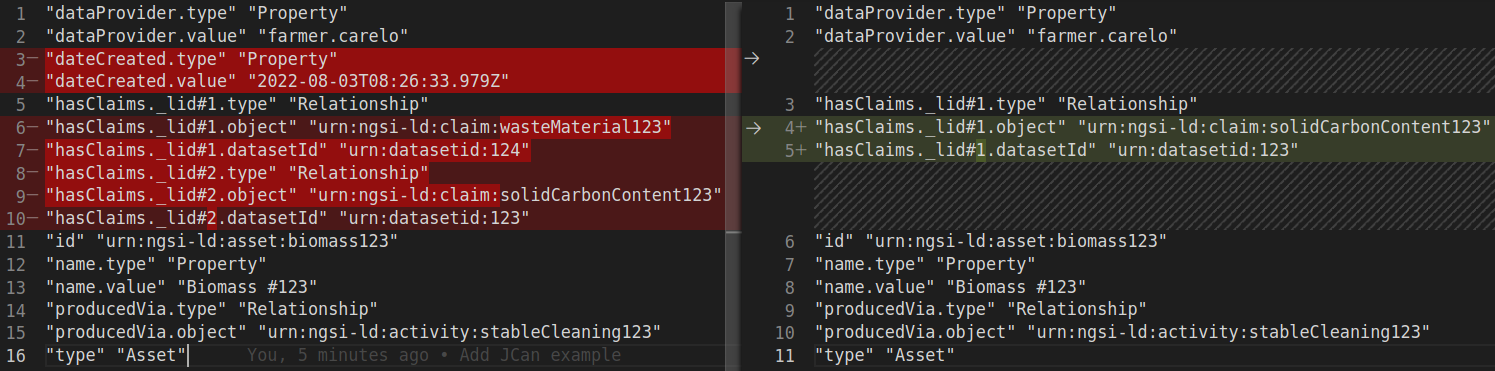 1 "dataProvider.type" "Property"
2 "dataProvider.value" "farmer.carelo"
3− "dateCreated.type" "Property"
4− "dateCreated.value" "2022-08-03T08:26:33.979Z"
5 "hasClaims._lid#1.type" "Relationship"
6− "hasClaims._lid#1.object" "urn:ngsi-ld:claim:wasteMaterial123"
7− "hasClaims._lid#1.datasetId" "urn:datasetid:124"
8− "hasClaims._lid#2.type" "Relationship"
9− "hasClaims._lid#2.object" "urn:ngsi-ld:claim:solidCarbonContent123"
10− "hasClaims._lid#2.datasetId" "urn:datasetid:123"
11 "id" "urn:ngsi-ld:asset:biomass123"
12 "name.type" "Property"
13 "name.value" "Biomass #123"
14 "producedVia.type" "Relationship"
15 "producedVia.object" "urn:ngsi-ld:activity:stableCleaning123"
16 "type" "Asset" You, 5 minutes ago • Add JCan example
1 "dataProvider.type" "Property"
2 "dataProvider.value" "farmer.carelo"
→
3 "hasClaims._lid#1.type" "Relationship"
→ 4+ "hasClaims._lid#1.object" "urn:ngsi-ld:claim:solidCarbonContent123"
5+ "hasClaims._lid#1.datasetId" "urn:datasetid:123"
6 "id" "urn:ngsi-ld:asset:biomass123"
7 "name.type" "Property"
8 "name.value" "Biomass #123"
9 "producedVia.type" "Relationship"
10 "producedVia.object" "urn:ngsi-ld:activity:stableCleaning123"
11 "type" "Asset"